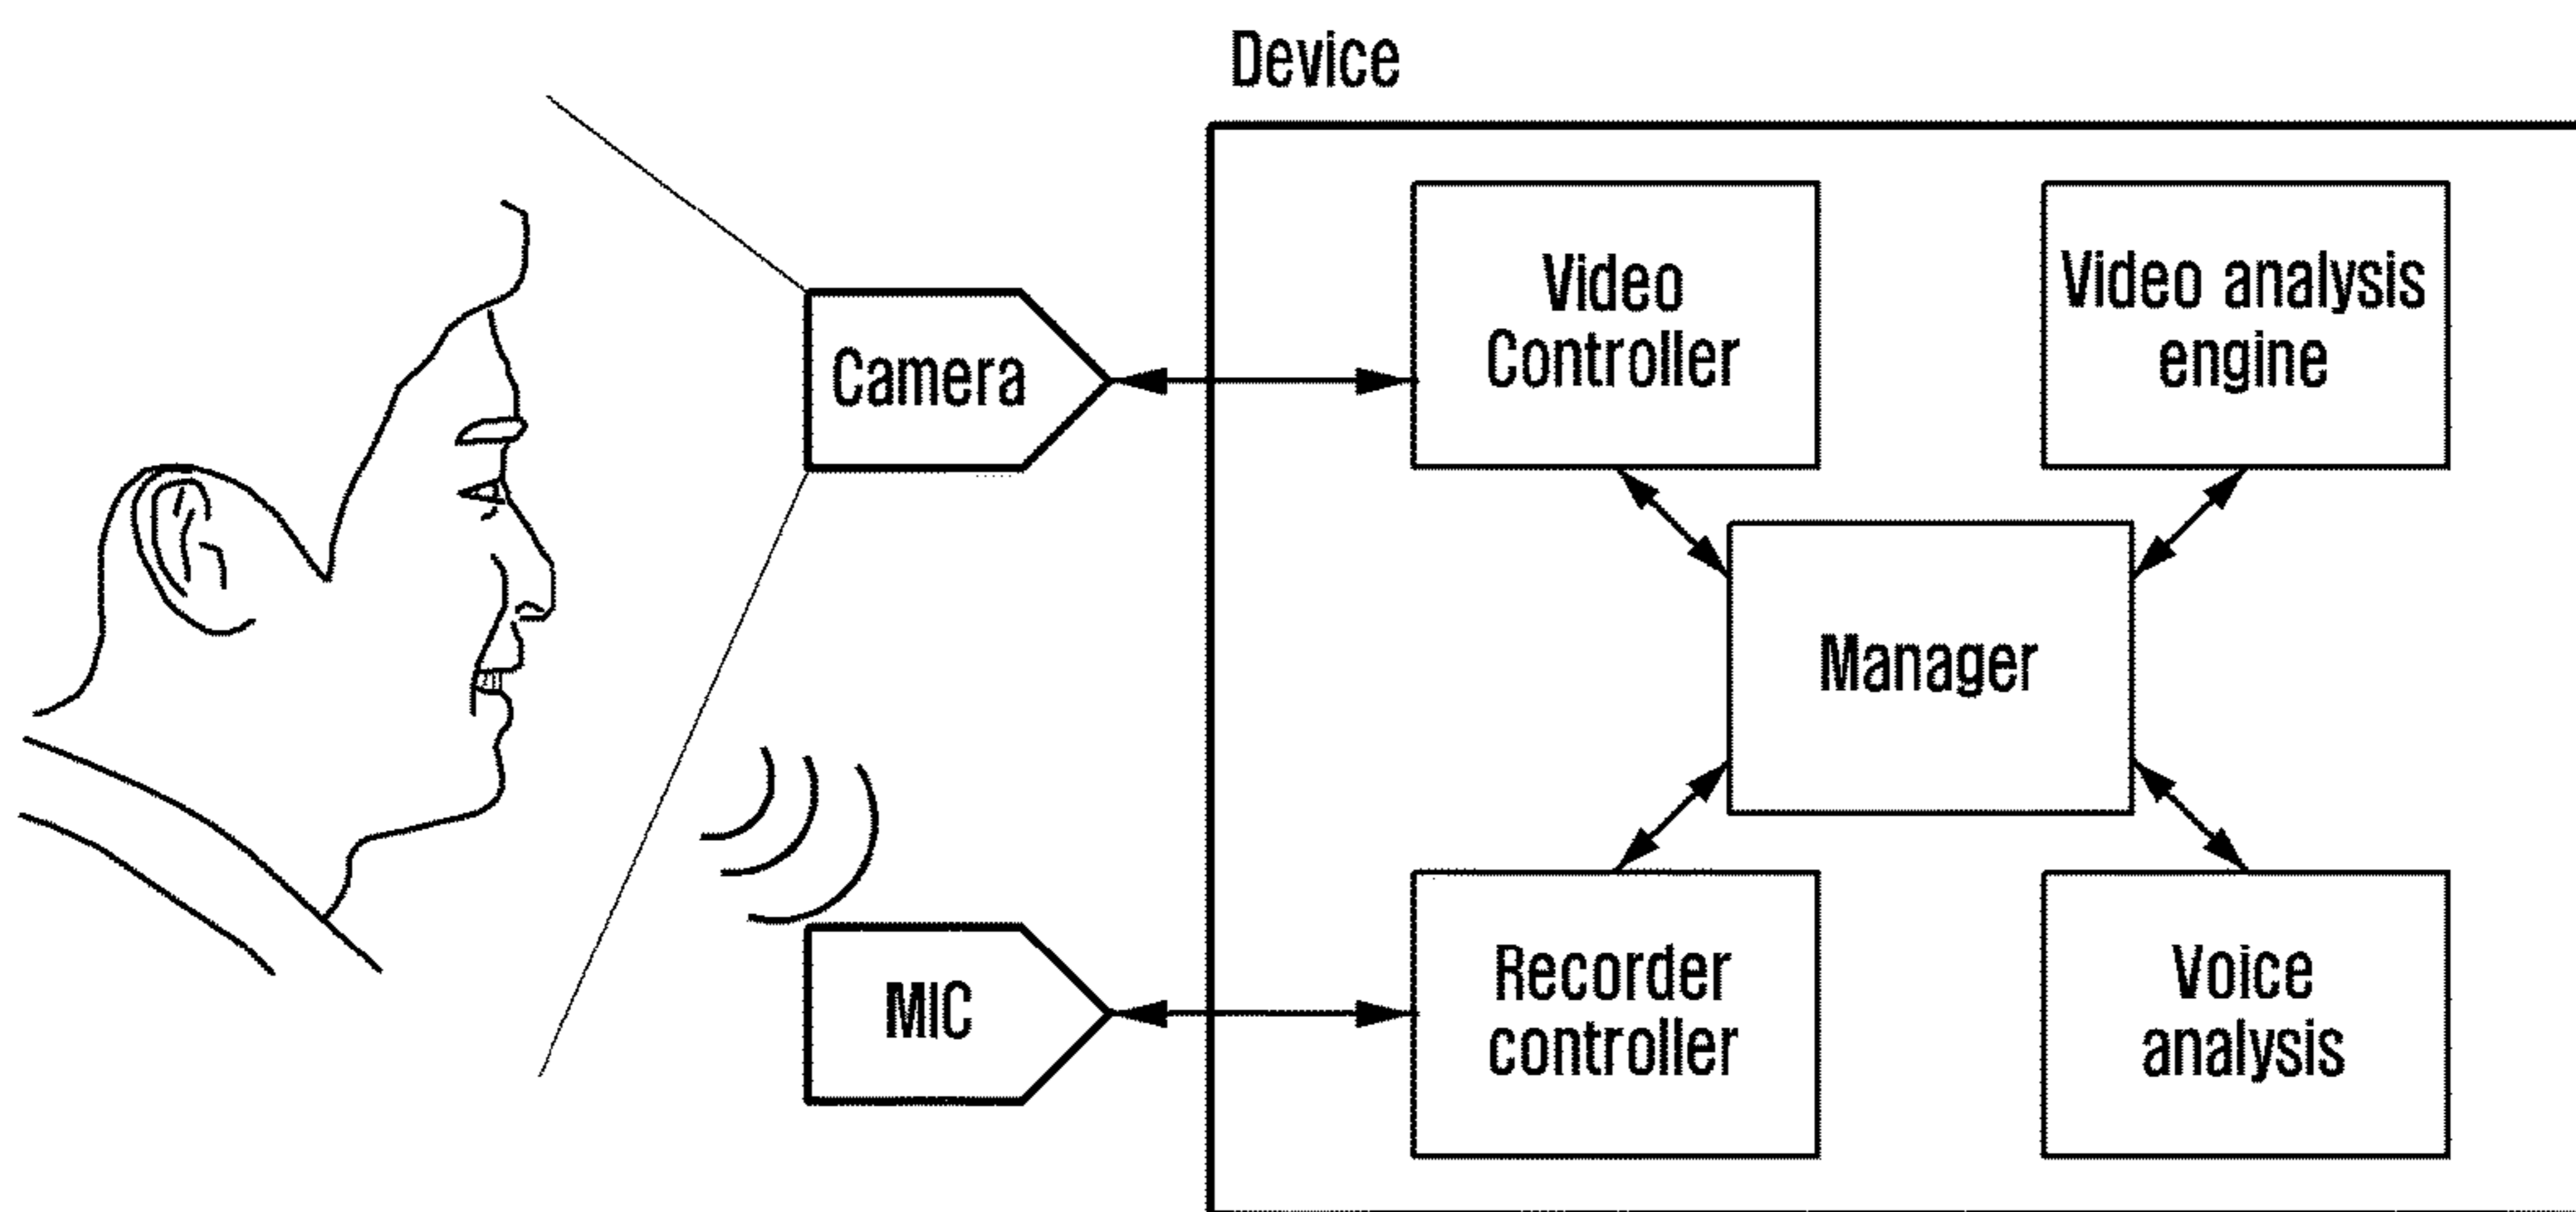 Device
Camera
Video
Controller
Video analysis
engine
Manager
MIC
Recorder
controller
Voice
analysis